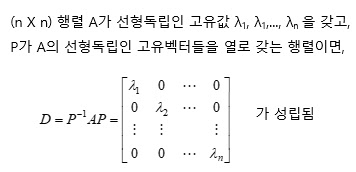 (n X n) 행렬 A가 선형독립인 고유값 λ1, λ1,..., λn 을 갖고,
P가 A의 선형독립인 고유벡터들을 열로 갖는 행렬이면,
D = P⁻¹AP = [λ₁ 0 ⋯ 0
0 λ₂ ⋯ 0
⋮ ⋮ ⋮
0 0 ⋯ λₙ] 가 성립됨